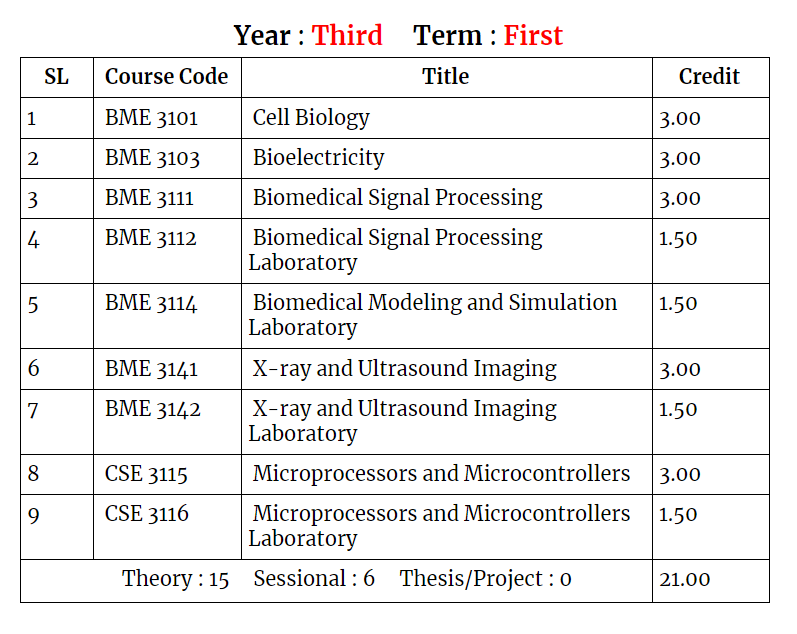 Year : Third Term : First
SL Course Code Title Credit
1 BME 3101 Cell Biology 3.00
2 BME 3103 Bioelectricity 3.00
3 BME 3111 Biomedical Signal Processing 3.00
4 BME 3112 Biomedical Signal Processing 1.50
Laboratory
5 BME 3114 Biomedical Modeling and Simulation 1.50
Laboratory
6 BME 3141 X-ray and Ultrasound Imaging 3.00
7 BME 3142 X-ray and Ultrasound Imaging 1.50
Laboratory
8 CSE 3115 Microprocessors and Microcontrollers 3.00
9 CSE 3116 Microprocessors and Microcontrollers 1.50
Laboratory
Theory : 15 Sessional : 6 Thesis/Project : 0 21.00